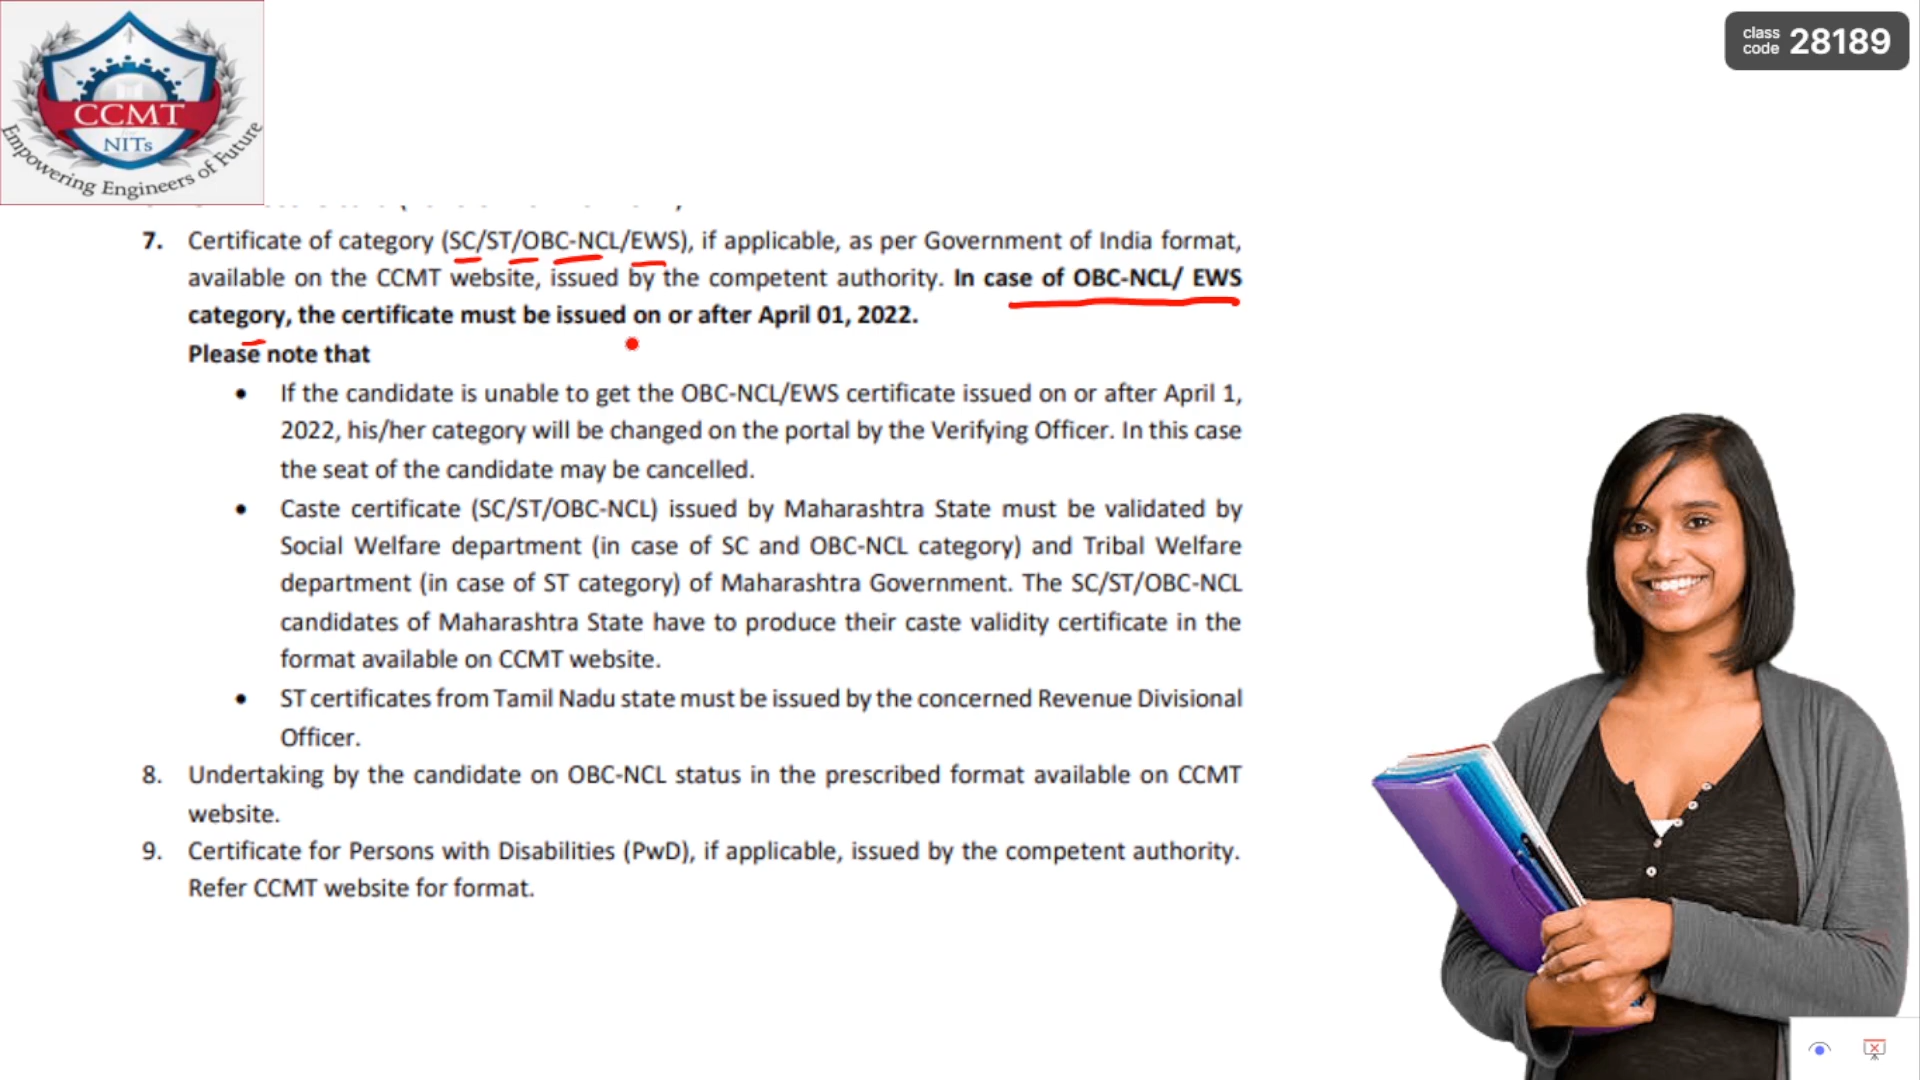 class
code 28189
CCMT
NITs
Empowering Engineers of Future
7. Certificate of category (SC/ST/OBC-NCL/EWS), if applicable, as per Government of India format,
available on the CCMT website, issued by the competent authority. In case of OBC-NCL/ EWS
category, the certificate must be issued on or after April 01, 2022.
Please note that
• If the candidate is unable to get the OBC-NCL/EWS certificate issued on or after April 1,
2022, his/her category will be changed on the portal by the Verifying Officer. In this case
the seat of the candidate may be cancelled.
• Caste certificate (SC/ST/OBC-NCL) issued by Maharashtra State must be validated by
Social Welfare department (in case of SC and OBC-NCL category) and Tribal Welfare
department (in case of ST category) of Maharashtra Government. The SC/ST/OBC-NCL
candidates of Maharashtra State have to produce their caste validity certificate in the
format available on CCMT website.
• ST certificates from Tamil Nadu state must be issued by the concerned Revenue Divisional
Officer.
8. Undertaking by the candidate on OBC-NCL status in the prescribed format available on CCMT
website.
9. Certificate for Persons with Disabilities (PwD), if applicable, issued by the competent authority.
Refer CCMT website for format.